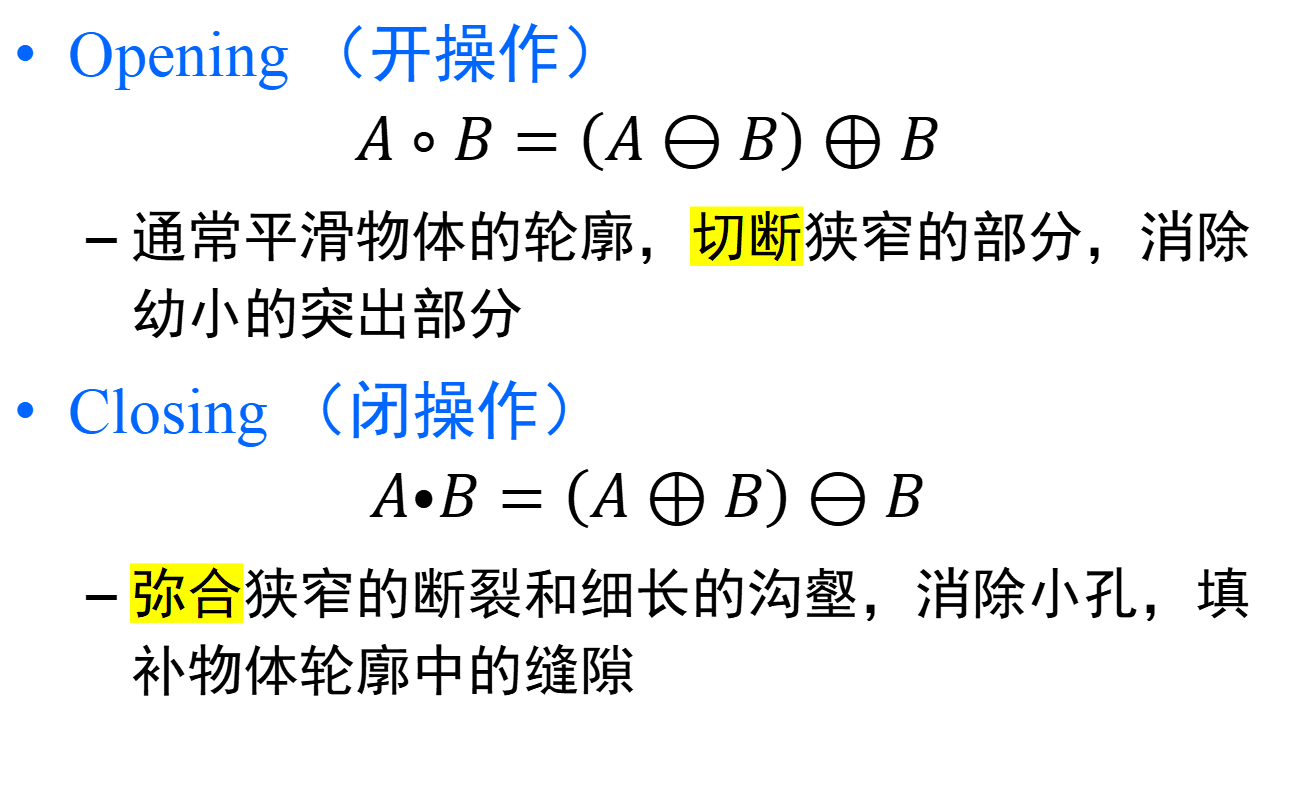 • Opening （开操作）
A ∘ B = (A ⊖ B) ⊕ B
– 通常平滑物体的轮廓，切断狭窄的部分，消除
幼小的突出部分
• Closing （闭操作）
A•B = (A ⊕ B) ⊖ B
– 弥合狭窄的断裂和细长的沟壑，消除小孔，填
补物体轮廓中的缝隙